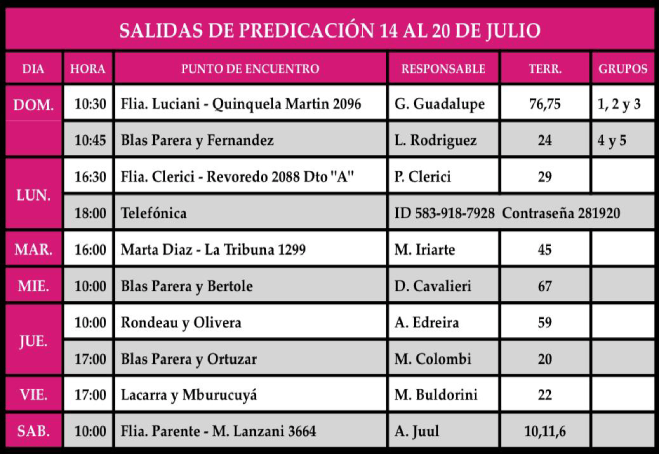 SALIDAS DE PREDICACIÓN 14 AL 20 DE JULIO
DIA HORA PUNTO DE ENCUENTRO RESPONSABLE TERR. GRUPOS
DOM. 10:30 Flia. Luciani - Quinquela Martin 2096 G. Guadalupe 76,75 1, 2 y 3
10:45 Blas Parera y Fernandez L. Rodriguez 24 4 y 5
LUN. 16:30 Flia. Clerici - Revoredo 2088 Dto "A" P. Clerici 29
18:00 Telefónica ID 583-918-7928 Contraseña 281920
MAR. 16:00 Marta Diaz - La Tribuna 1299 M. Iriarte 45
MIE. 10:00 Blas Parera y Bertole D. Cavalieri 67
JUE. 10:00 Rondeau y Olivera A. Edreira 59
17:00 Blas Parera y Ortuzar M. Colombi 20
VIE. 17:00 Lacarra y Mburucuyá M. Buldorini 22
SAB. 10:00 Flia. Parente - M. Lanzani 3664 A. Juul 10,11,6